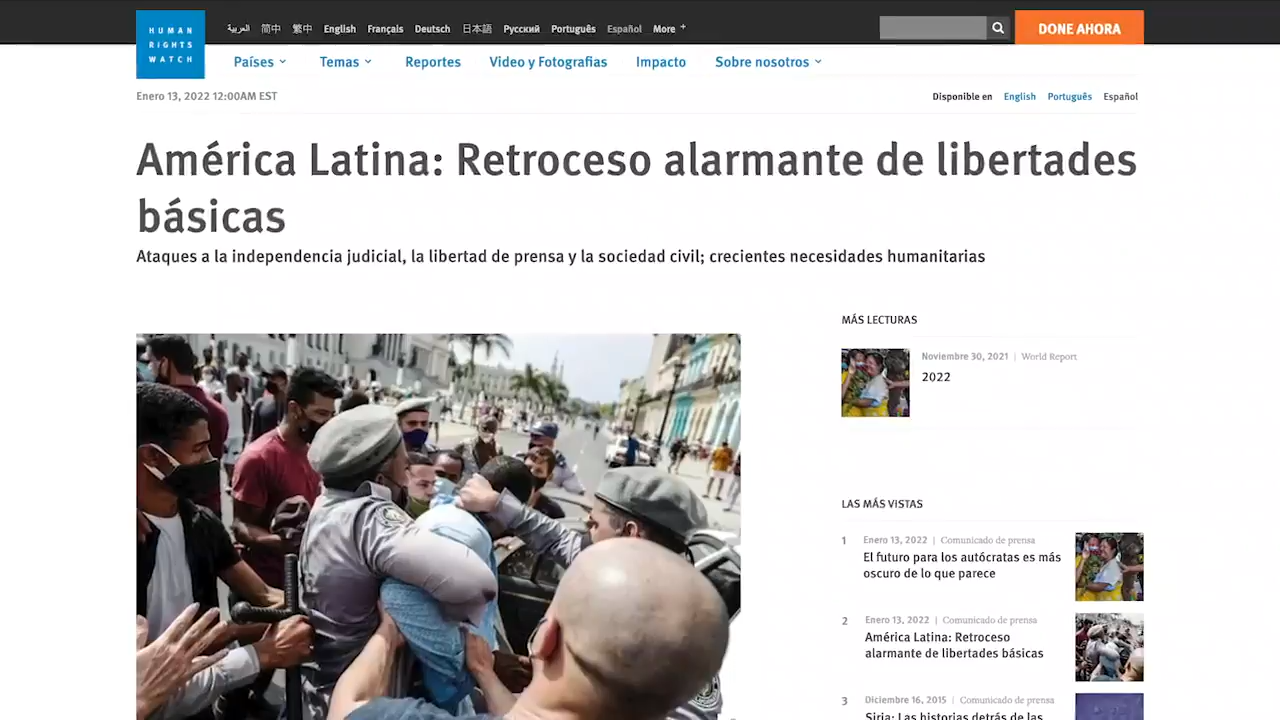 HUMAN
RIGHTS
WATCH
العربية 简中 繁中 English Français Deutsch 日本語 Русский Português Español More +
DONE AHORA
Países Temas Reportes Video y Fotografias Impacto Sobre nosotros
Enero 13, 2022 12:00AM EST
Disponible en English Português Español
América Latina: Retroceso alarmante de libertades
básicas
Ataques a la independencia judicial, la libertad de prensa y la sociedad civil; crecientes necesidades humanitarias
MÁS LECTURAS
Noviembre 30, 2021 | World Report
2022
LAS MÁS VISTAS
1 Enero 13, 2022 | Comunicado de prensa
El futuro para los autócratas es más
oscuro de lo que parece
2 Enero 13, 2022 | Comunicado de prensa
América Latina: Retroceso
alarmante de libertades básicas
3 Diciembre 16, 2015 | Comunicado de prensa
Siria: Las historias detrás de las